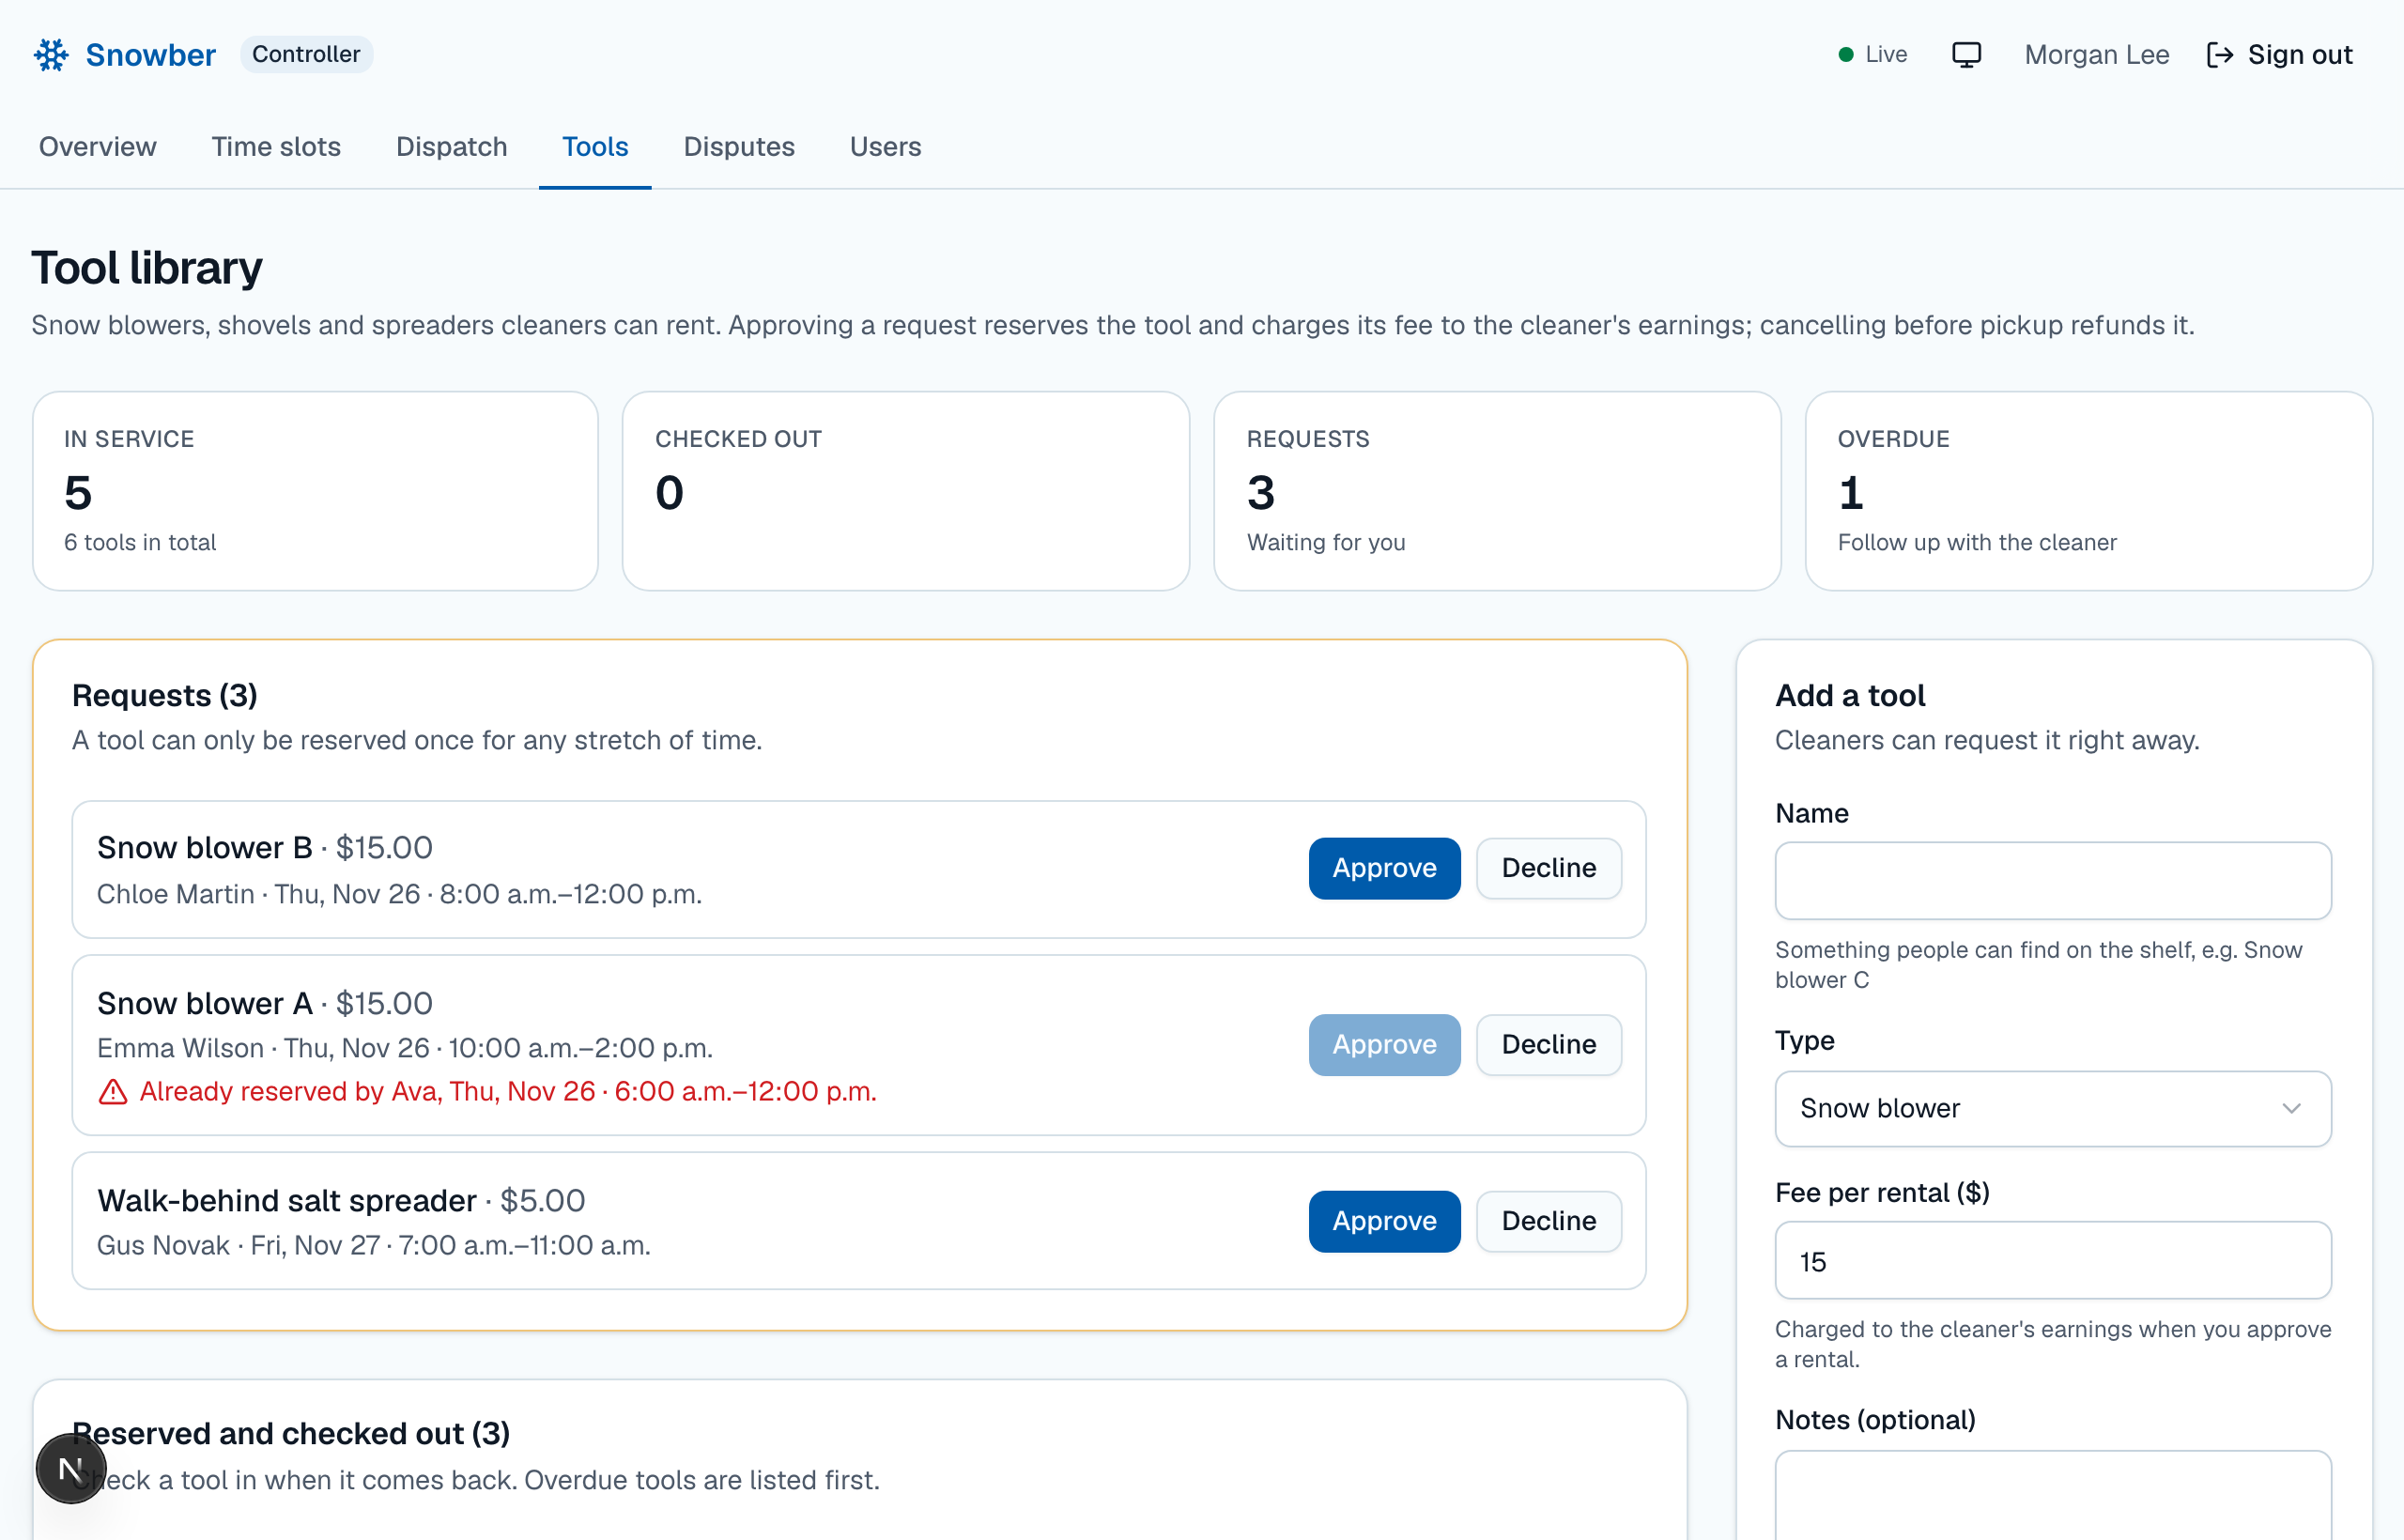 Snowber
Controller
Live
Morgan Lee
Sign out
Overview
Time slots
Dispatch
Tools
Disputes
Users
Tool library
Snow blowers, shovels and spreaders cleaners can rent. Approving a request reserves the tool and charges its fee to the cleaner's earnings; cancelling before pickup refunds it.
IN SERVICE
5
6 tools in total
CHECKED OUT
0
REQUESTS
3
Waiting for you
OVERDUE
1
Follow up with the cleaner
Requests (3)
A tool can only be reserved once for any stretch of time.
Snow blower B · $15.00
Chloe Martin · Thu, Nov 26 · 8:00 a.m.–12:00 p.m.
Approve
Decline
Snow blower A · $15.00
Emma Wilson · Thu, Nov 26 · 10:00 a.m.–2:00 p.m.
Already reserved by Ava, Thu, Nov 26 · 6:00 a.m.–12:00 p.m.
Approve
Decline
Walk-behind salt spreader · $5.00
Gus Novak · Fri, Nov 27 · 7:00 a.m.–11:00 a.m.
Approve
Decline
Reserved and checked out (3)
Check a tool in when it comes back. Overdue tools are listed first.
N
Add a tool
Cleaners can request it right away.
Name
Something people can find on the shelf, e.g. Snow
blower C
Type
Snow blower
Fee per rental ($)
15
Charged to the cleaner's earnings when you approve
a rental.
Notes (optional)